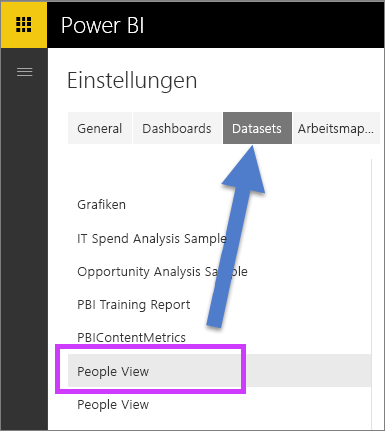 Power BI
Einstellungen
General Dashboards Datasets Arbeitsmap...
Grafiken
IT Spend Analysis Sample
Opportunity Analysis Sample
PBI Training Report
PBIContentMetrics
People View
People View